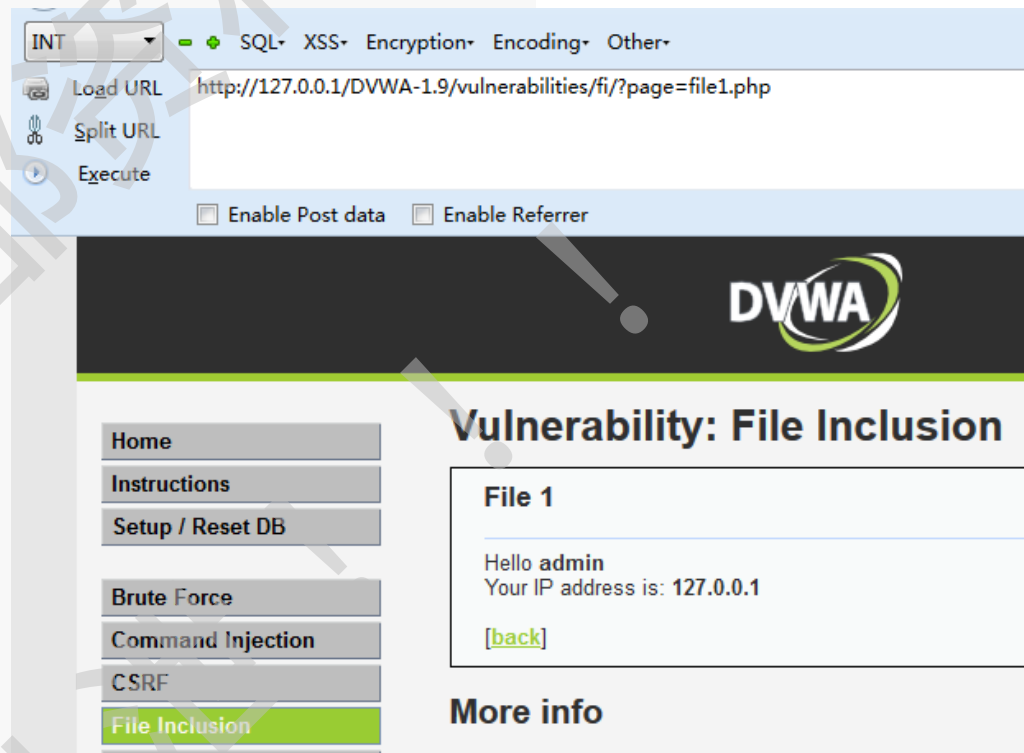 INT SQL XSS Encryption Encoding Other
Load URL http://127.0.0.1/DVWA-1.9/vulnerabilities/fi/?page=file1.php
Split URL
Execute
Enable Post data Enable Referrer
DVWA
Vulnerability: File Inclusion
Home
Instructions
Setup / Reset DB
Brute Force
Command Injection
CSRF
File Inclusion
File 1
Hello admin
Your IP address is: 127.0.0.1
[back]
More info